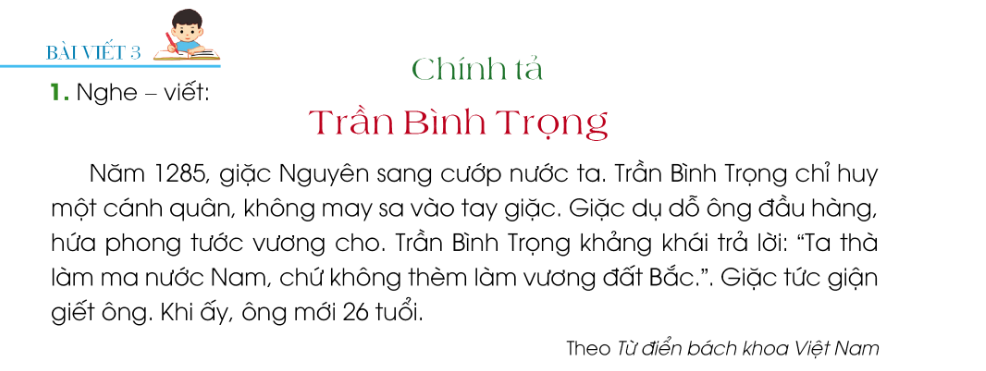 BÀI VIẾT 3
Chính tả
1. Nghe – viết:
Trần Bình Trọng
Năm 1285, giặc Nguyên sang cướp nước ta. Trần Bình Trọng chỉ huy
một cánh quân, không may sa vào tay giặc. Giặc dụ dỗ ông đầu hàng,
hứa phong tước vương cho. Trần Bình Trọng khảng khái trả lời: “Ta thà
làm ma nước Nam, chứ không thèm làm vương đất Bắc.”. Giặc tức giận
giết ông. Khi ấy, ông mới 26 tuổi.
Theo Từ điển bách khoa Việt Nam